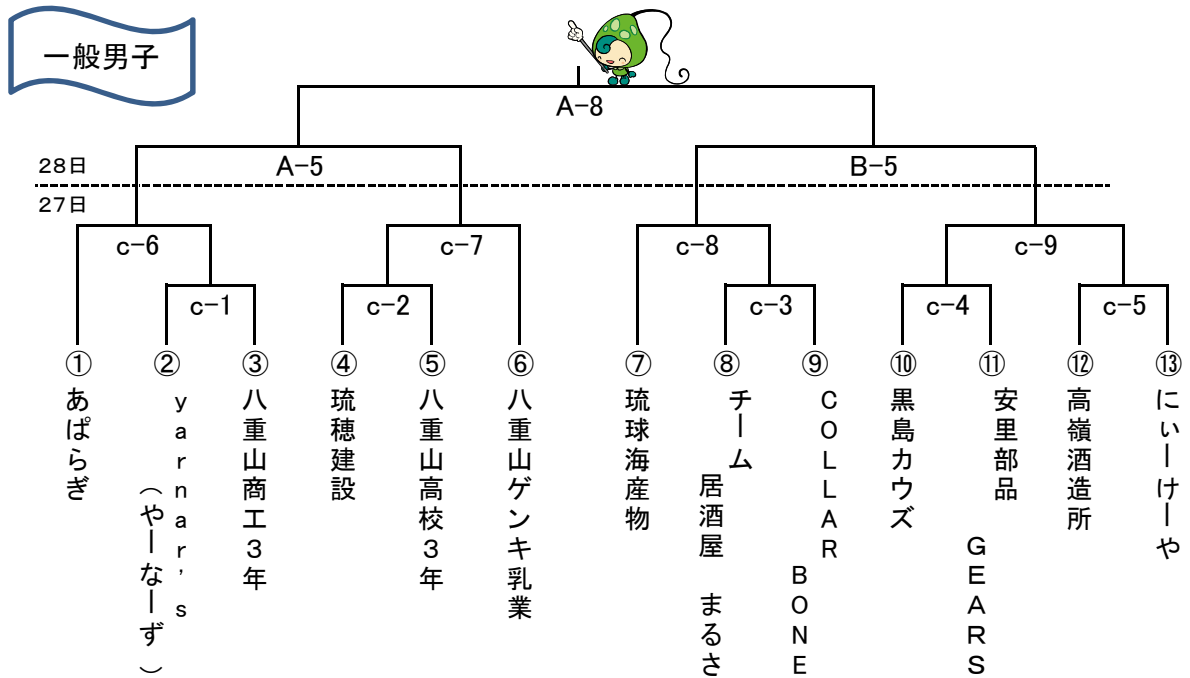 一般男子
A-8
28日
A-5
B-5
27日
c-6
c-7
c-8
c-9
c-1
c-2
c-3
c-4
c-5
①
あぱらぎ
②
yarnar's
(やーなーず)
③
八重山商工3年
④
琉穂建設
⑤
八重山高校3年
⑥
八重山ゲンキ乳業
⑦
琉球海産物
⑧
チーム
居酒屋 まるさ
⑨
COLLAR
BONE
⑩
黒島カウズ
⑪
安里部品
GEARS
⑫
高嶺酒造所
⑬
にぃーけーや